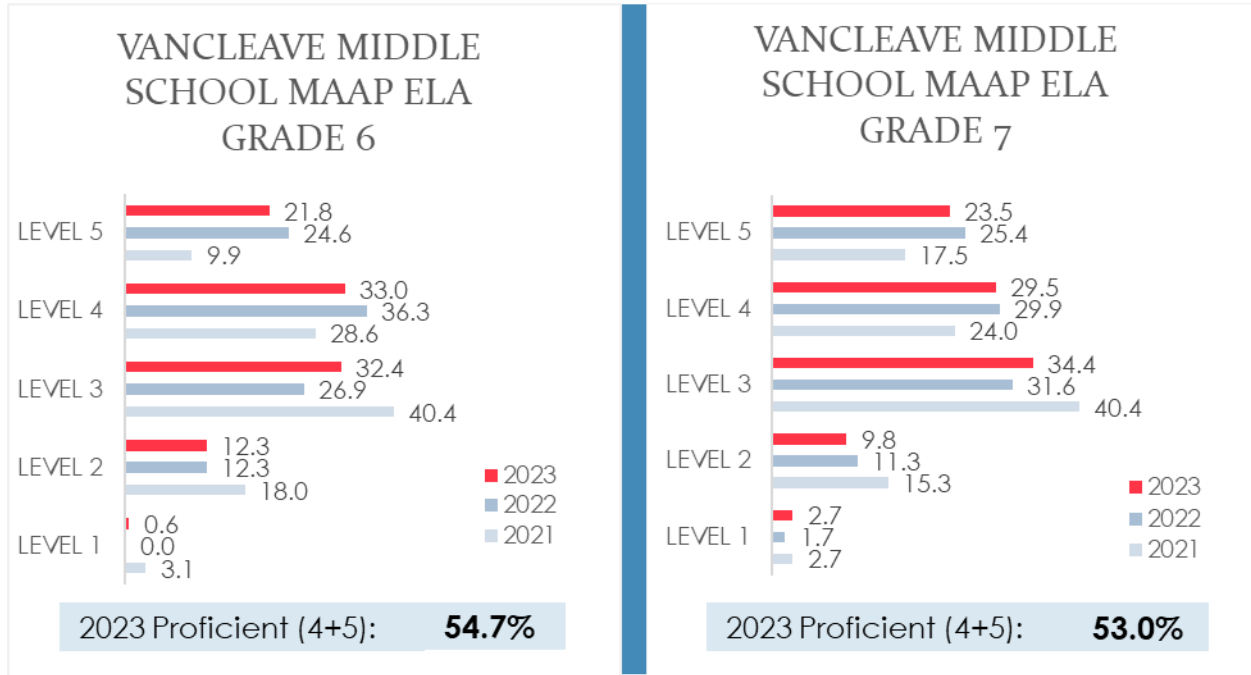 VANCLEAVE MIDDLE
SCHOOL MAAP ELA
GRADE 6
LEVEL 5
21.8
24.6
9.9
LEVEL 4
33.0
36.3
28.6
LEVEL 3
32.4
26.9
40.4
LEVEL 2
12.3
12.3
18.0
LEVEL 1
0.6
0.0
3.1
2023
2022
2021
2023 Proficient (4+5): 54.7%
VANCLEAVE MIDDLE
SCHOOL MAAP ELA
GRADE 7
LEVEL 5
23.5
25.4
17.5
LEVEL 4
29.5
29.9
24.0
LEVEL 3
34.4
31.6
40.4
LEVEL 2
9.8
11.3
15.3
LEVEL 1
2.7
1.7
2.7
2023
2022
2021
2023 Proficient (4+5): 53.0%